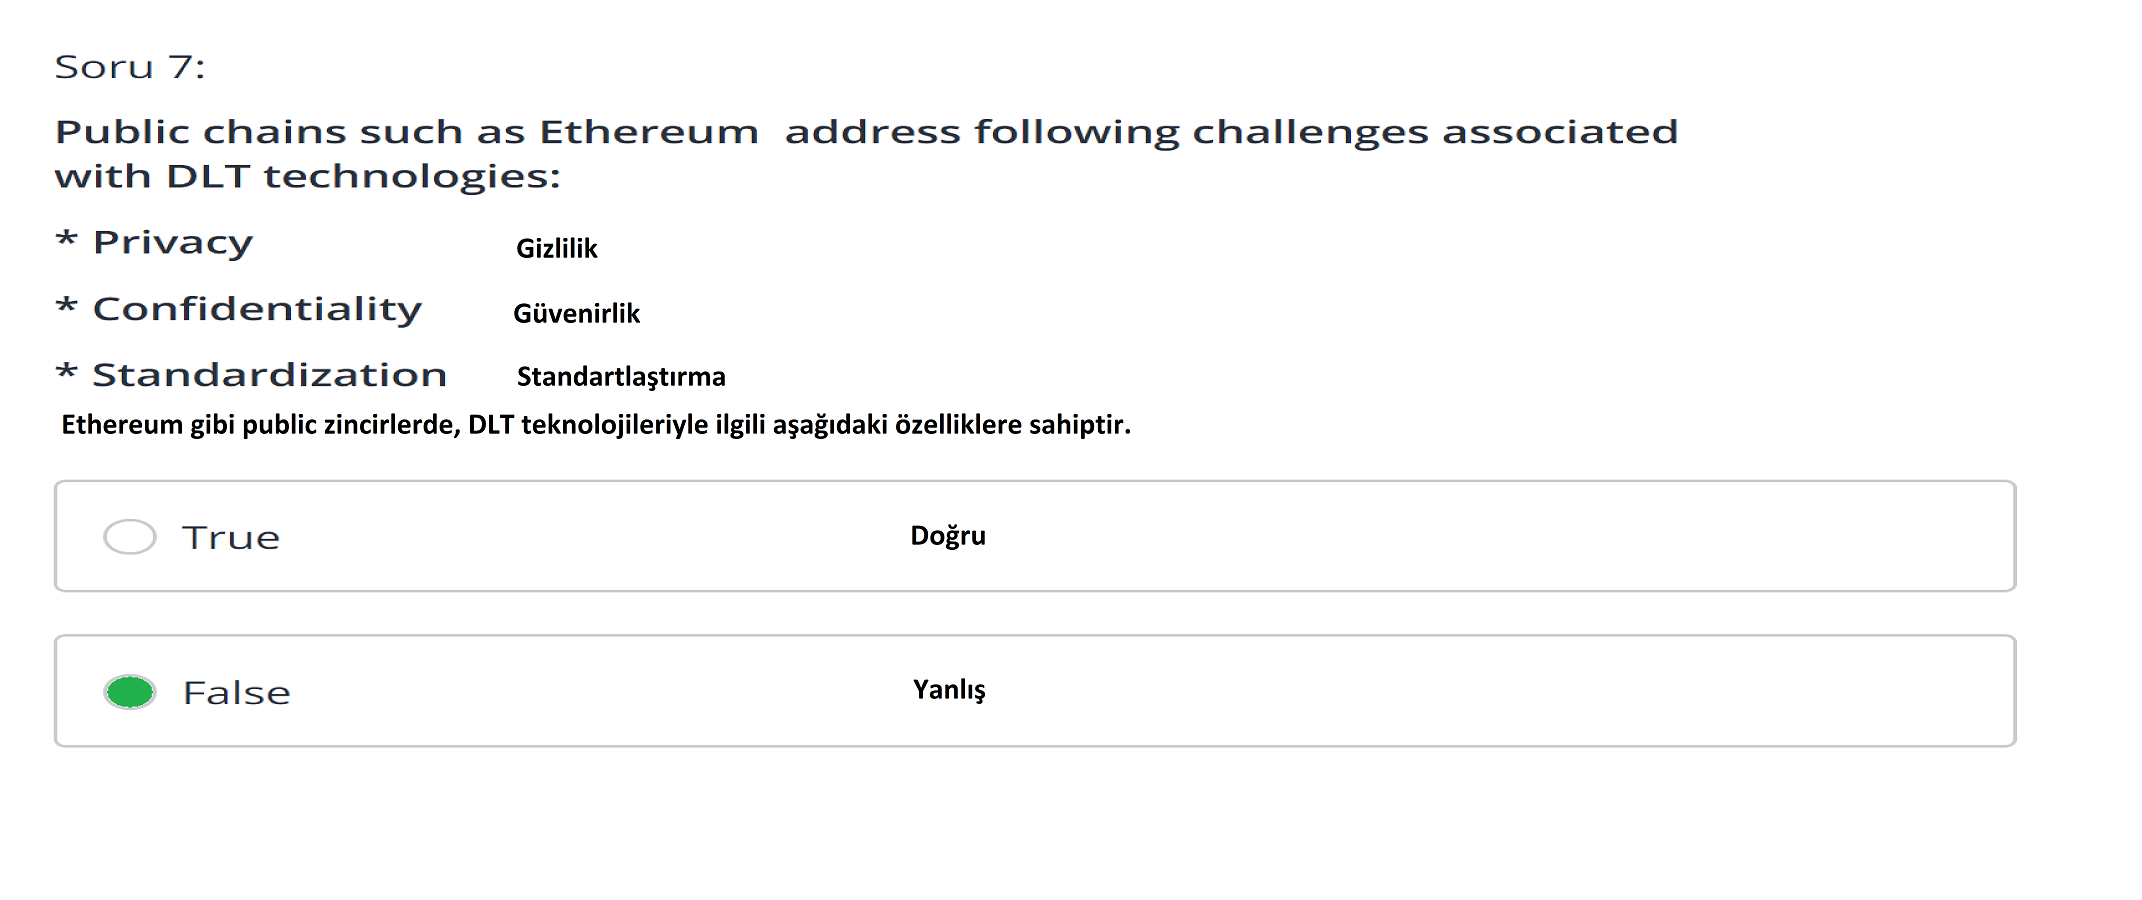 Soru 7:
Public chains such as Ethereum address following challenges associated
with DLT technologies:
* Privacy Gizlilik
* Confidentiality Güvenirlik
* Standardization Standartlaştırma
Ethereum gibi public zincirlerde, DLT teknolojileriyle ilgili aşağıdaki özelliklere sahiptir.
True Doğru
False Yanlış